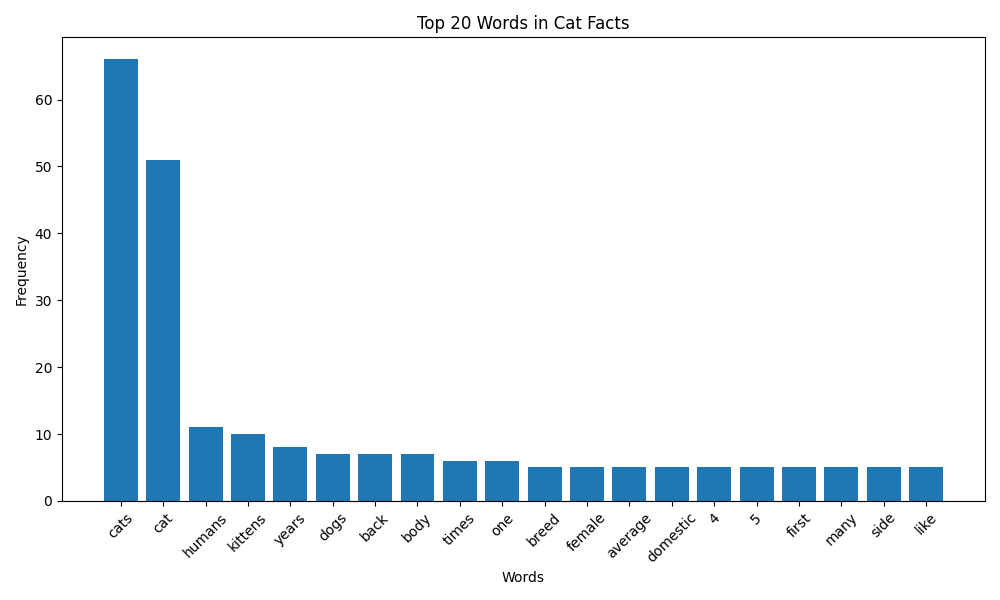 Top 20 Words in Cat Facts
Frequency
60
50
40
30
20
10
0
cats cat humans kittens years dogs back body times one breed female average domestic 4 5 first many side like
Words